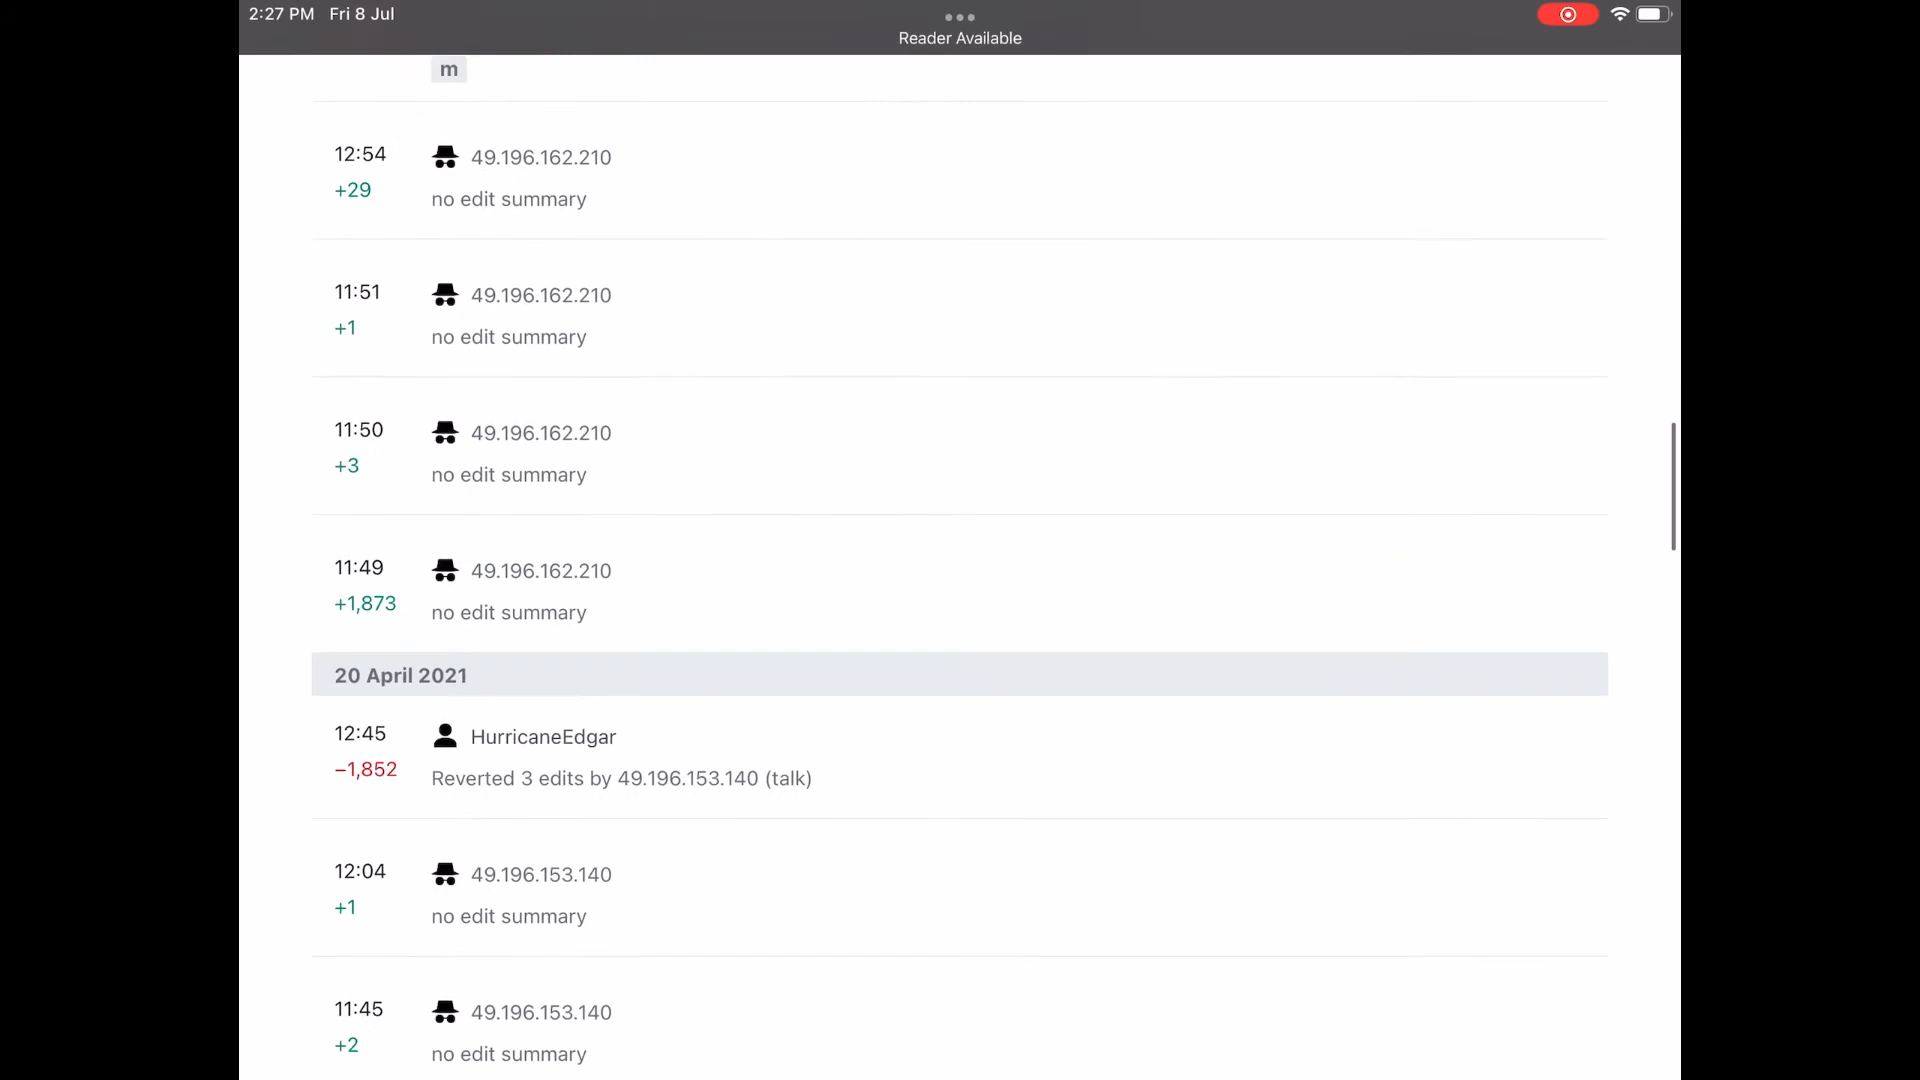 2:27 PM Fri 8 Jul
Reader Available
m
12:54 49.196.162.210
+29 no edit summary
11:51 49.196.162.210
+1 no edit summary
11:50 49.196.162.210
+3 no edit summary
11:49 49.196.162.210
+1,873 no edit summary
20 April 2021
12:45 HurricaneEdgar
−1,852 Reverted 3 edits by 49.196.153.140 (talk)
12:04 49.196.153.140
+1 no edit summary
11:45 49.196.153.140
+2 no edit summary